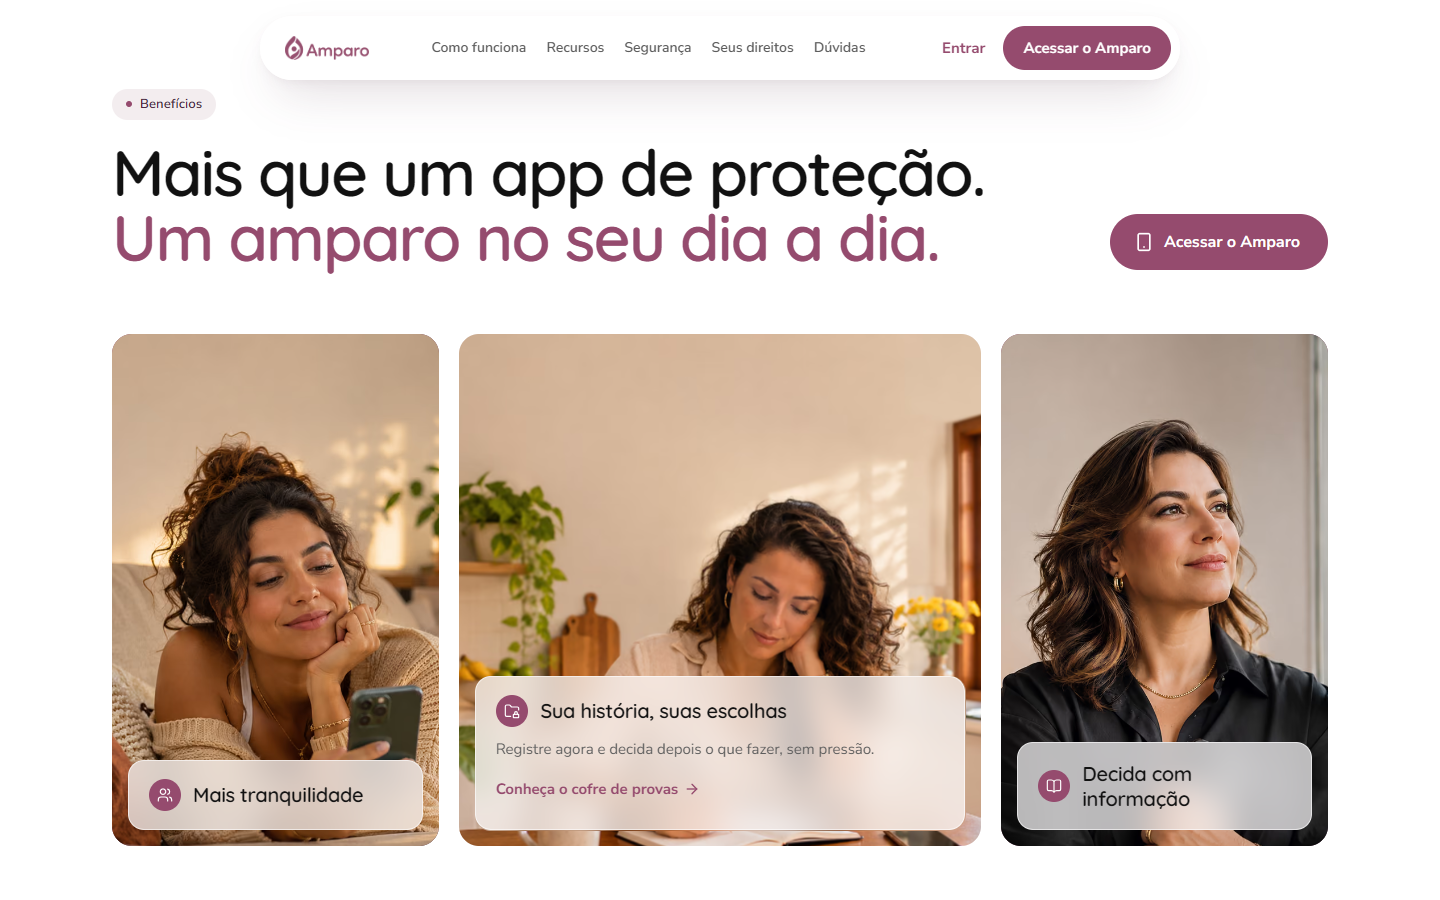 Amparo
Como funciona
Recursos
Segurança
Seus direitos
Dúvidas
Entrar
Acessar o Amparo
Benefícios
Mais que um app de proteção.
Um amparo no seu dia a dia.
Acessar o Amparo
Mais tranquilidade
Sua história, suas escolhas
Registre agora e decida depois o que fazer, sem pressão.
Conheça o cofre de provas
Decida com
informação